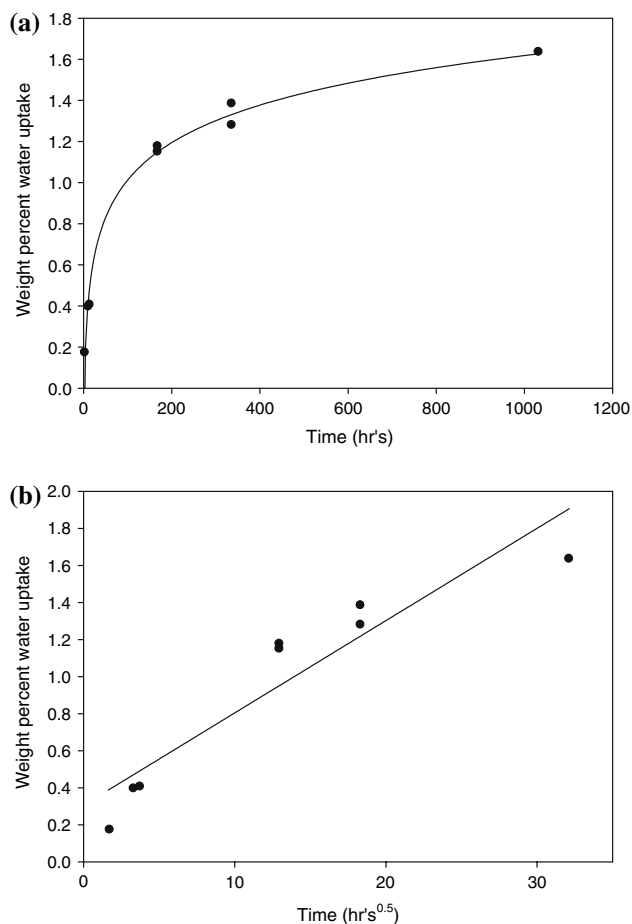 (a)
1.8
1.6
1.4
1.2
1.0
0.8
0.6
0.4
0.2
0.0
Weight percent water uptake
0 200 400 600 800 1000 1200
Time (hr's)
(b)
2.0
1.8
1.6
1.4
1.2
1.0
0.8
0.6
0.4
0.2
0.0
Weight percent water uptake
0 10 20 30
Time (hr's0.5)